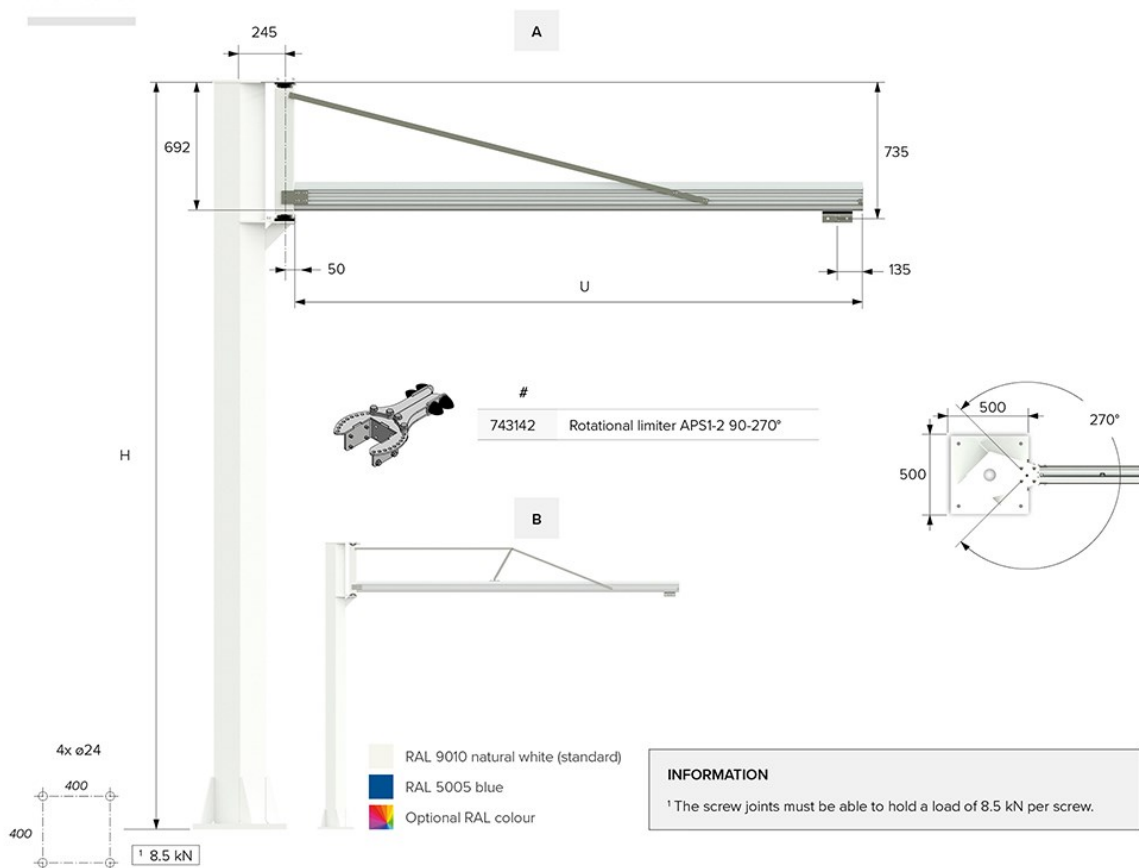 245
A
692
735
50
135
U
H
#
743142 Rotational limiter APS1-2 90-270°
500
270°
500
B
4x ø24
400
400
¹ 8.5 kN
RAL 9010 natural white (standard)
RAL 5005 blue
Optional RAL colour
INFORMATION
¹ The screw joints must be able to hold a load of 8.5 kN per screw.